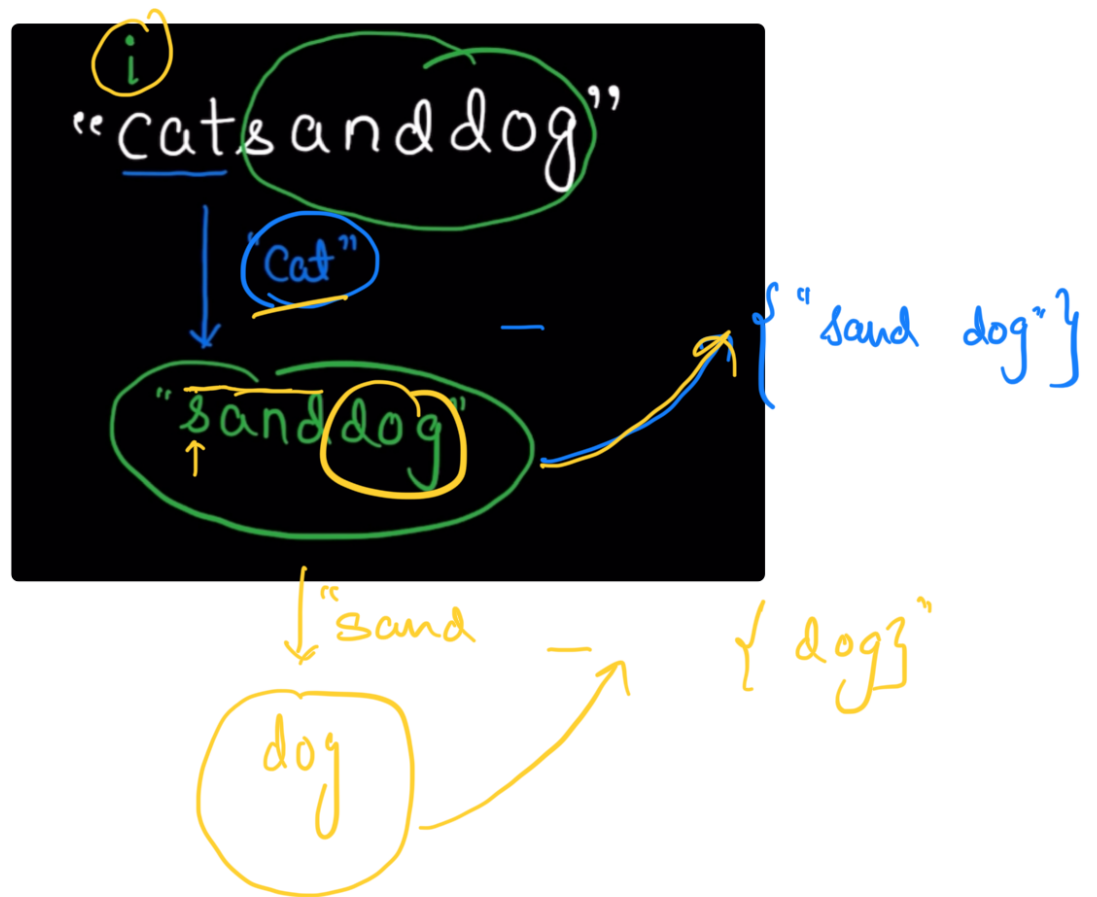 i
“catsanddog”
“Cat”
{“sand dog”}
“sanddog”
“sand
{dog}”
dog